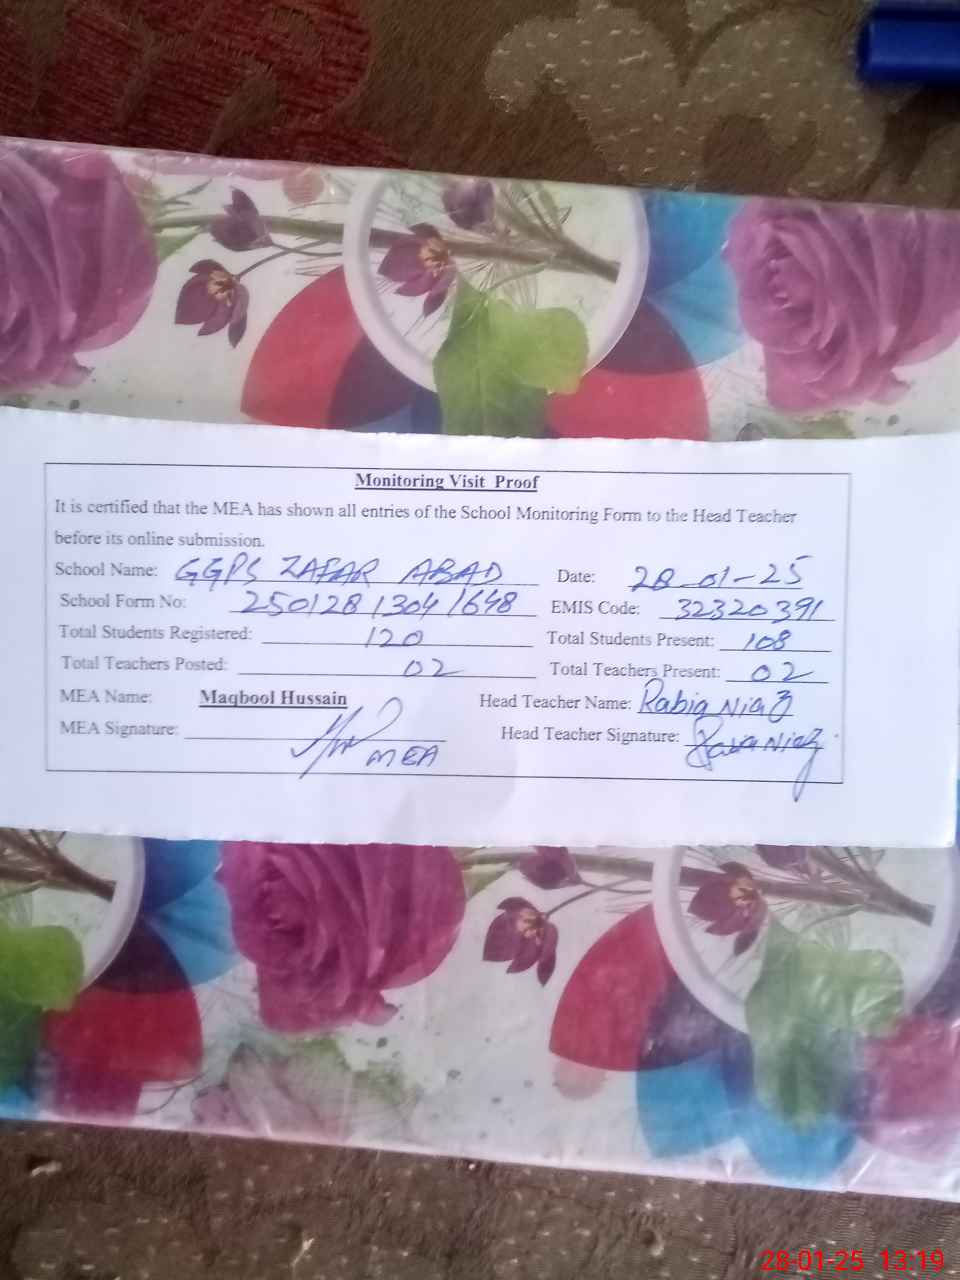 Monitoring Visit Proof
It is certified that the MEA has shown all entries of the School Monitoring Form to the Head Teacher
before its online submission.
School Name: GGPS ZAFAR ABAD Date: 28-01-25
School Form No: 250128 1304 1648 EMIS Code: 32320391
Total Students Registered: 120 Total Students Present: 108
Total Teachers Posted: 02 Total Teachers Present: 02
MEA Name: Maqbool Hussain Head Teacher Name: Rabia Niaz
MEA Signature: MEA Head Teacher Signature: Rabia Niaz
28-01-25 13:19